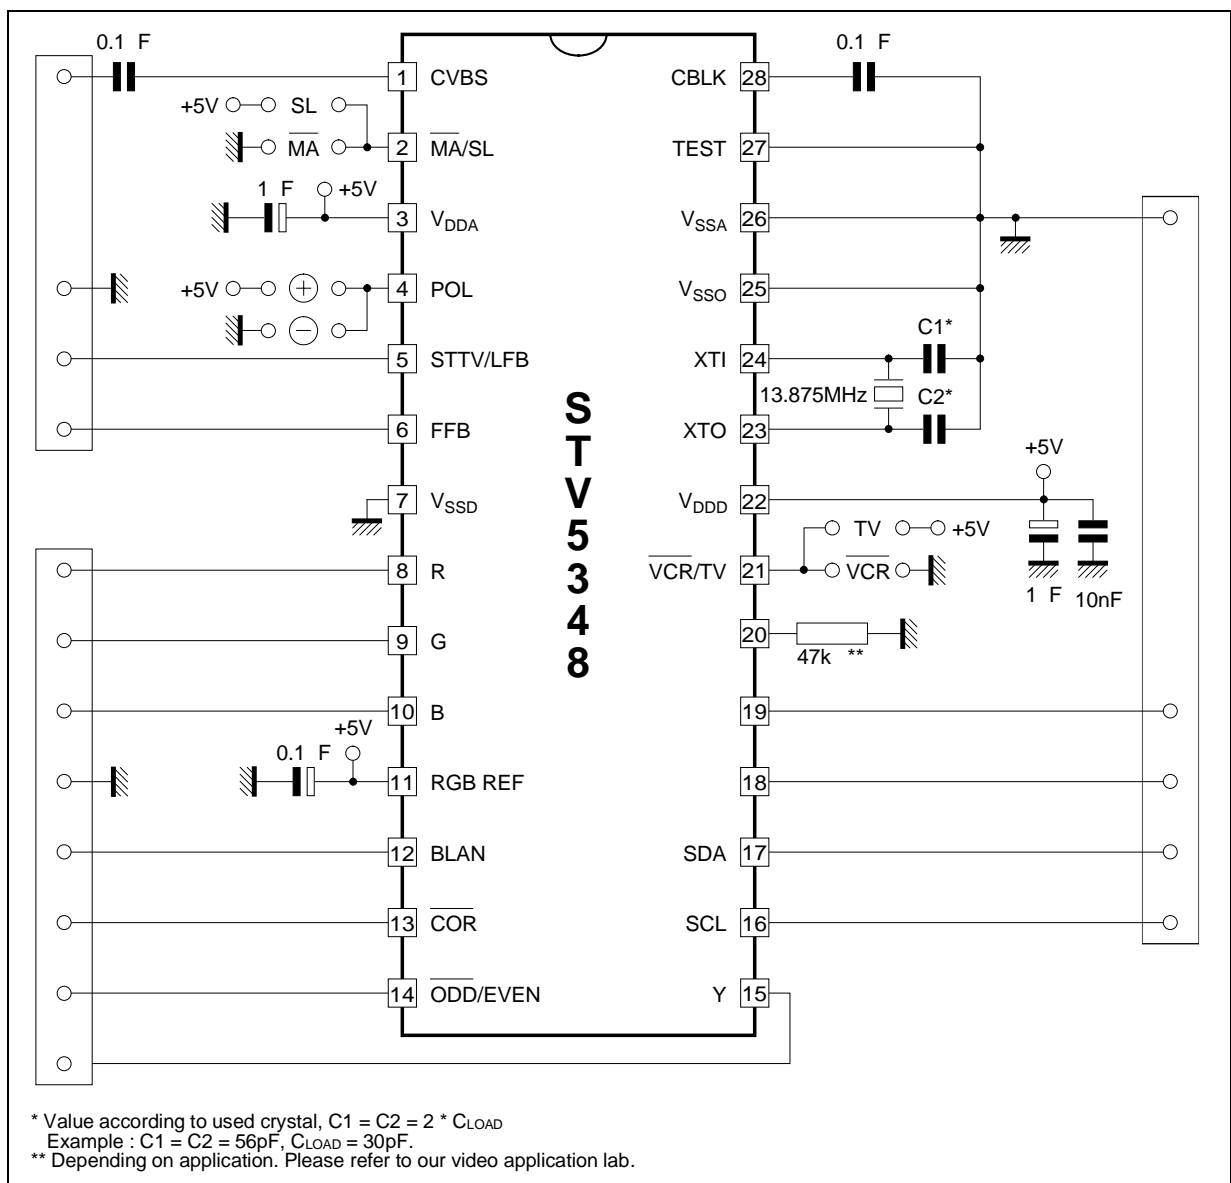 0.1 F
0.1 F
1 CVBS
CBLK 28
+5V SL
MA
2 MA/SL
TEST 27
1 F +5V
3 VDDA
VSSA 26
+5V +
−
4 POL
VSSO 25
C1*
5 STTV/LFB
XTI 24
13.875MHz
C2*
6 FFB
XTO 23
+5V
7 VSSD
VDDD 22
TV +5V
8 R
VCR/TV 21
VCR
1 F 10nF
9 G
20
47k **
10 B
19
+5V
0.1 F
11 RGB REF
18
12 BLAN
SDA 17
13 COR
SCL 16
14 ODD/EVEN
Y 15
STV5348
* Value according to used crystal, C1 = C2 = 2 * CLOAD
Example : C1 = C2 = 56pF, CLOAD = 30pF.
** Depending on application. Please refer to our video application lab.